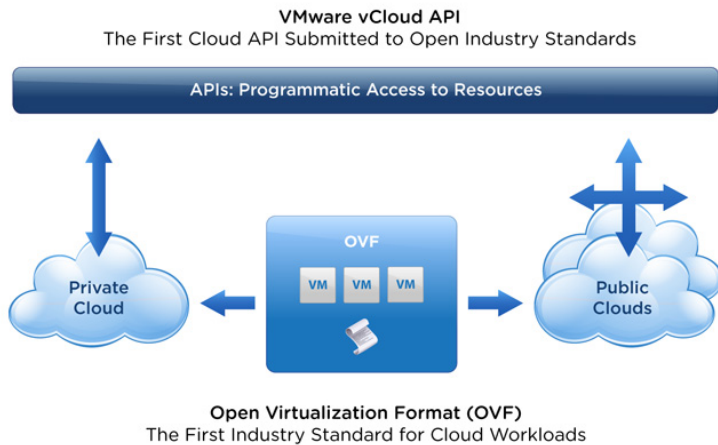 VMware vCloud API
The First Cloud API Submitted to Open Industry Standards
APIs: Programmatic Access to Resources
OVF
VM VM VM
Private
Cloud
Public
Clouds
Open Virtualization Format (OVF)
The First Industry Standard for Cloud Workloads